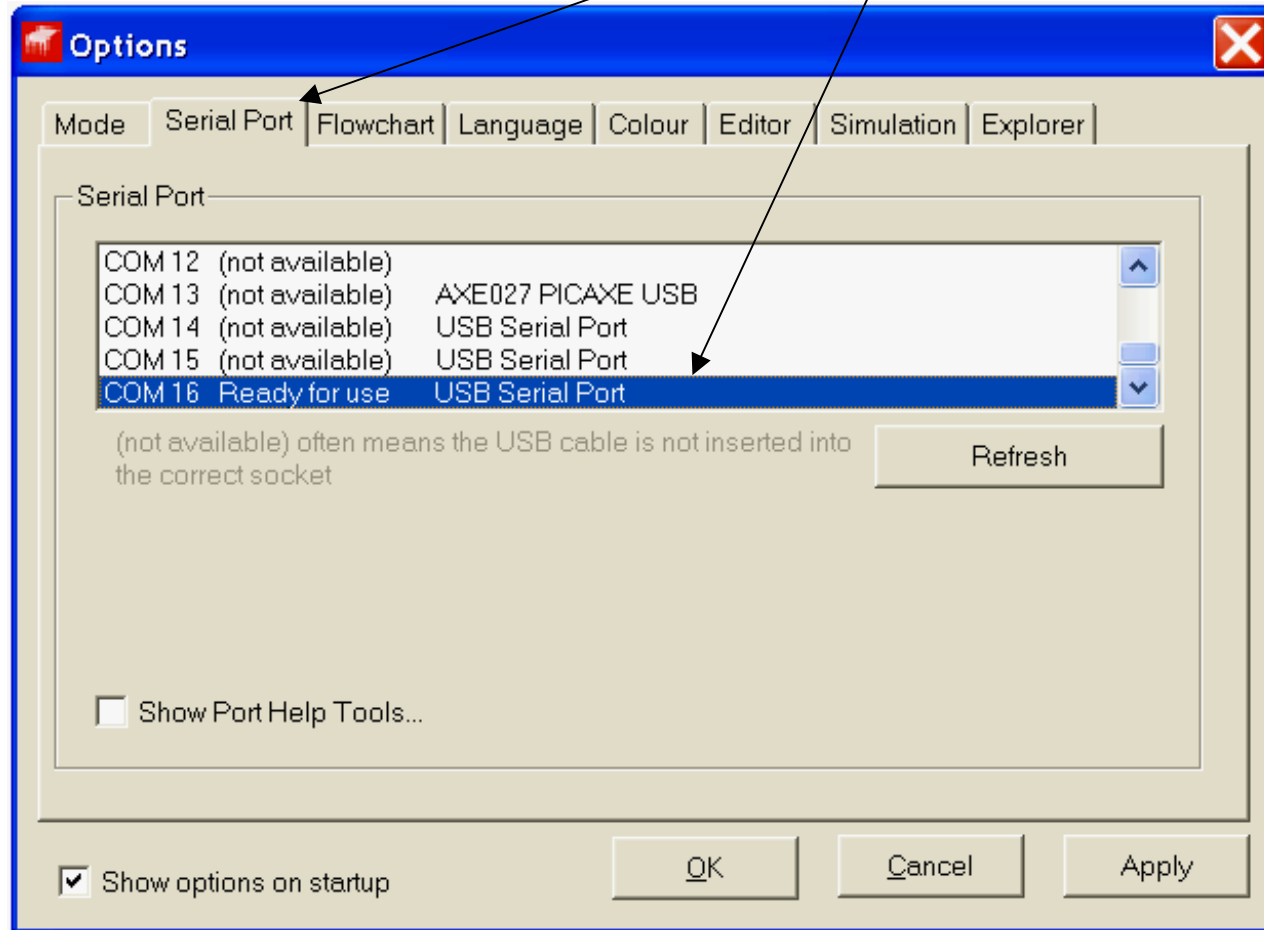 Options
Mode Serial Port Flowchart Language Colour Editor Simulation Explorer
Serial Port
COM 12 (not available)
COM 13 (not available) AXE027 PICAXE USB
COM 14 (not available) USB Serial Port
COM 15 (not available) USB Serial Port
COM 16 Ready for use USB Serial Port
(not available) often means the USB cable is not inserted into
the correct socket
Refresh
Show Port Help Tools...
Show options on startup
OK Cancel Apply